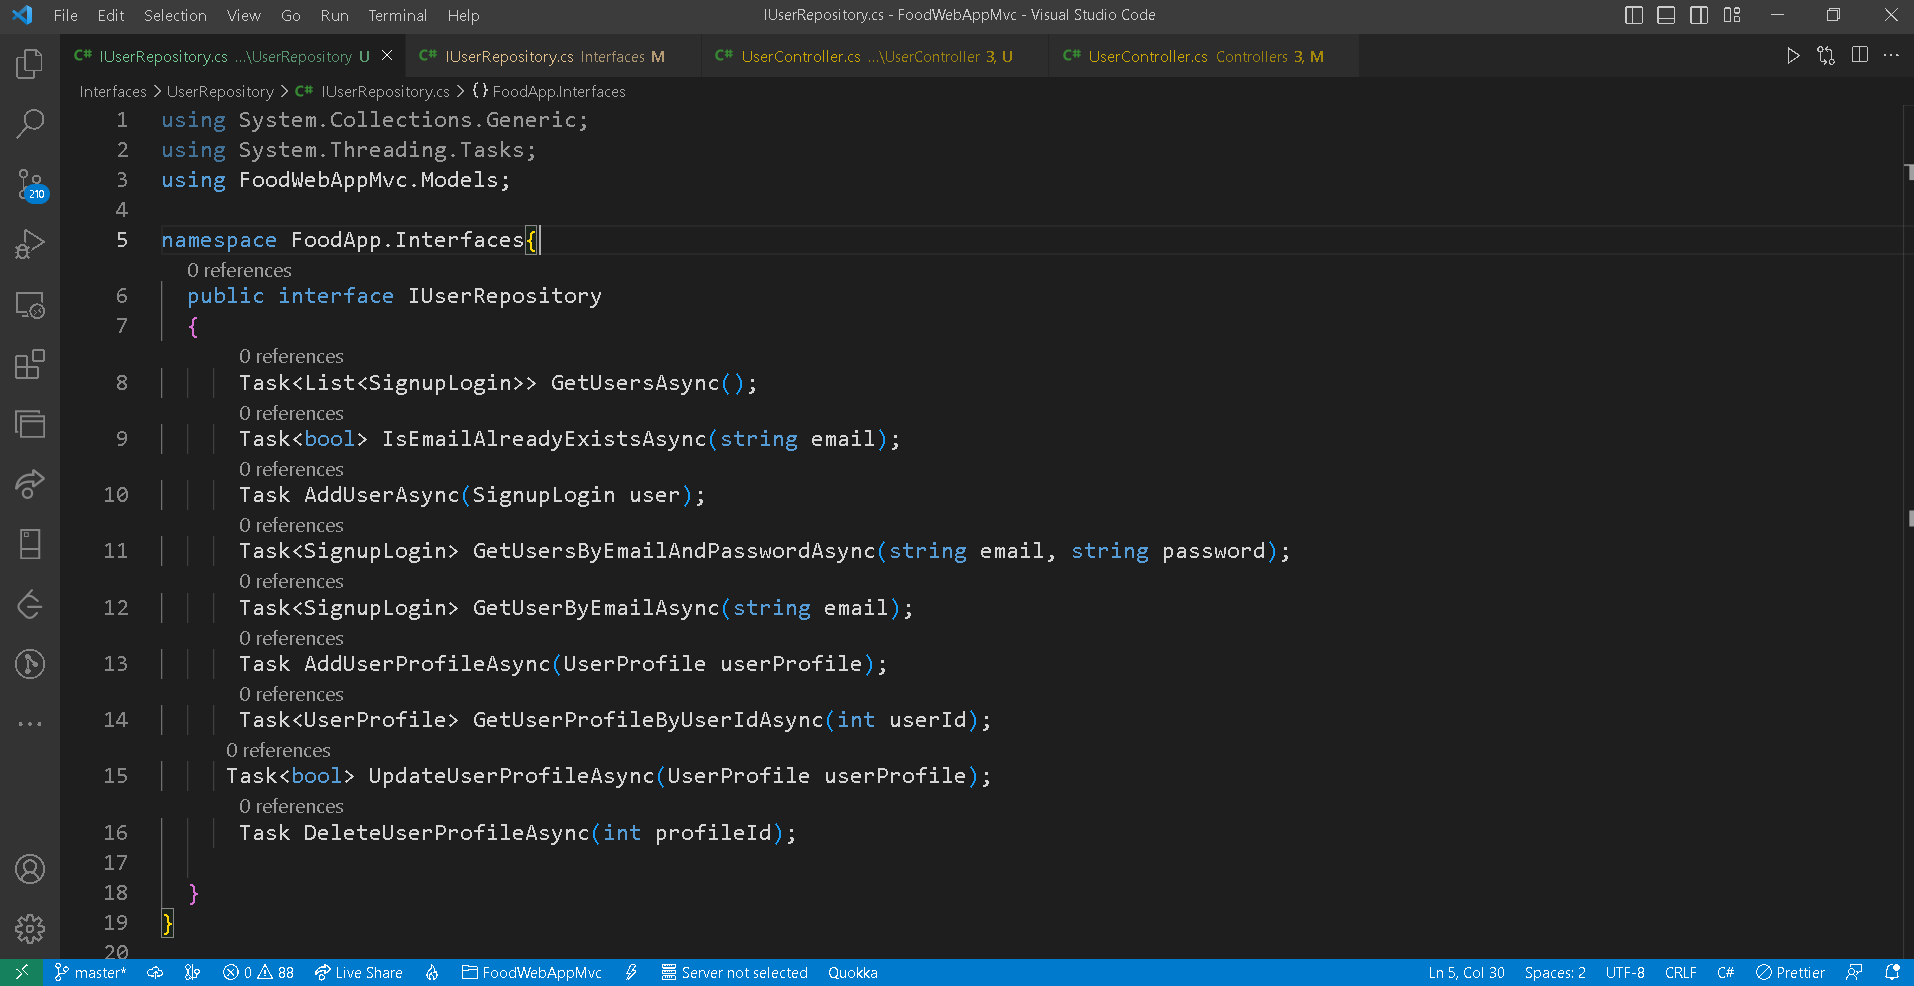 File Edit Selection View Go Run Terminal Help IUserRepository.cs - FoodWebAppMvc - Visual Studio Code
C# IUserRepository.cs ...\UserRepository U C# IUserRepository.cs Interfaces M C# UserController.cs ...\UserController 3, U C# UserController.cs Controllers 3, M
Interfaces > UserRepository > C# IUserRepository.cs > {} FoodApp.Interfaces
1 using System.Collections.Generic;
2 using System.Threading.Tasks;
3 using FoodWebAppMvc.Models;
4
5 namespace FoodApp.Interfaces{
0 references
6 public interface IUserRepository
7 {
0 references
8 Task<List<SignupLogin>> GetUsersAsync();
0 references
9 Task<bool> IsEmailAlreadyExistsAsync(string email);
0 references
10 Task AddUserAsync(SignupLogin user);
0 references
11 Task<SignupLogin> GetUsersByEmailAndPasswordAsync(string email, string password);
0 references
12 Task<SignupLogin> GetUserByEmailAsync(string email);
0 references
13 Task AddUserProfileAsync(UserProfile userProfile);
0 references
14 Task<UserProfile> GetUserProfileByUserIdAsync(int userId);
0 references
15 Task<bool> UpdateUserProfileAsync(UserProfile userProfile);
0 references
16 Task DeleteUserProfileAsync(int profileId);
17
18 }
19 }
20
210
master* 0 88 Live Share FoodWebAppMvc Server not selected Quokka Ln 5, Col 30 Spaces: 2 UTF-8 CRLF C# Prettier